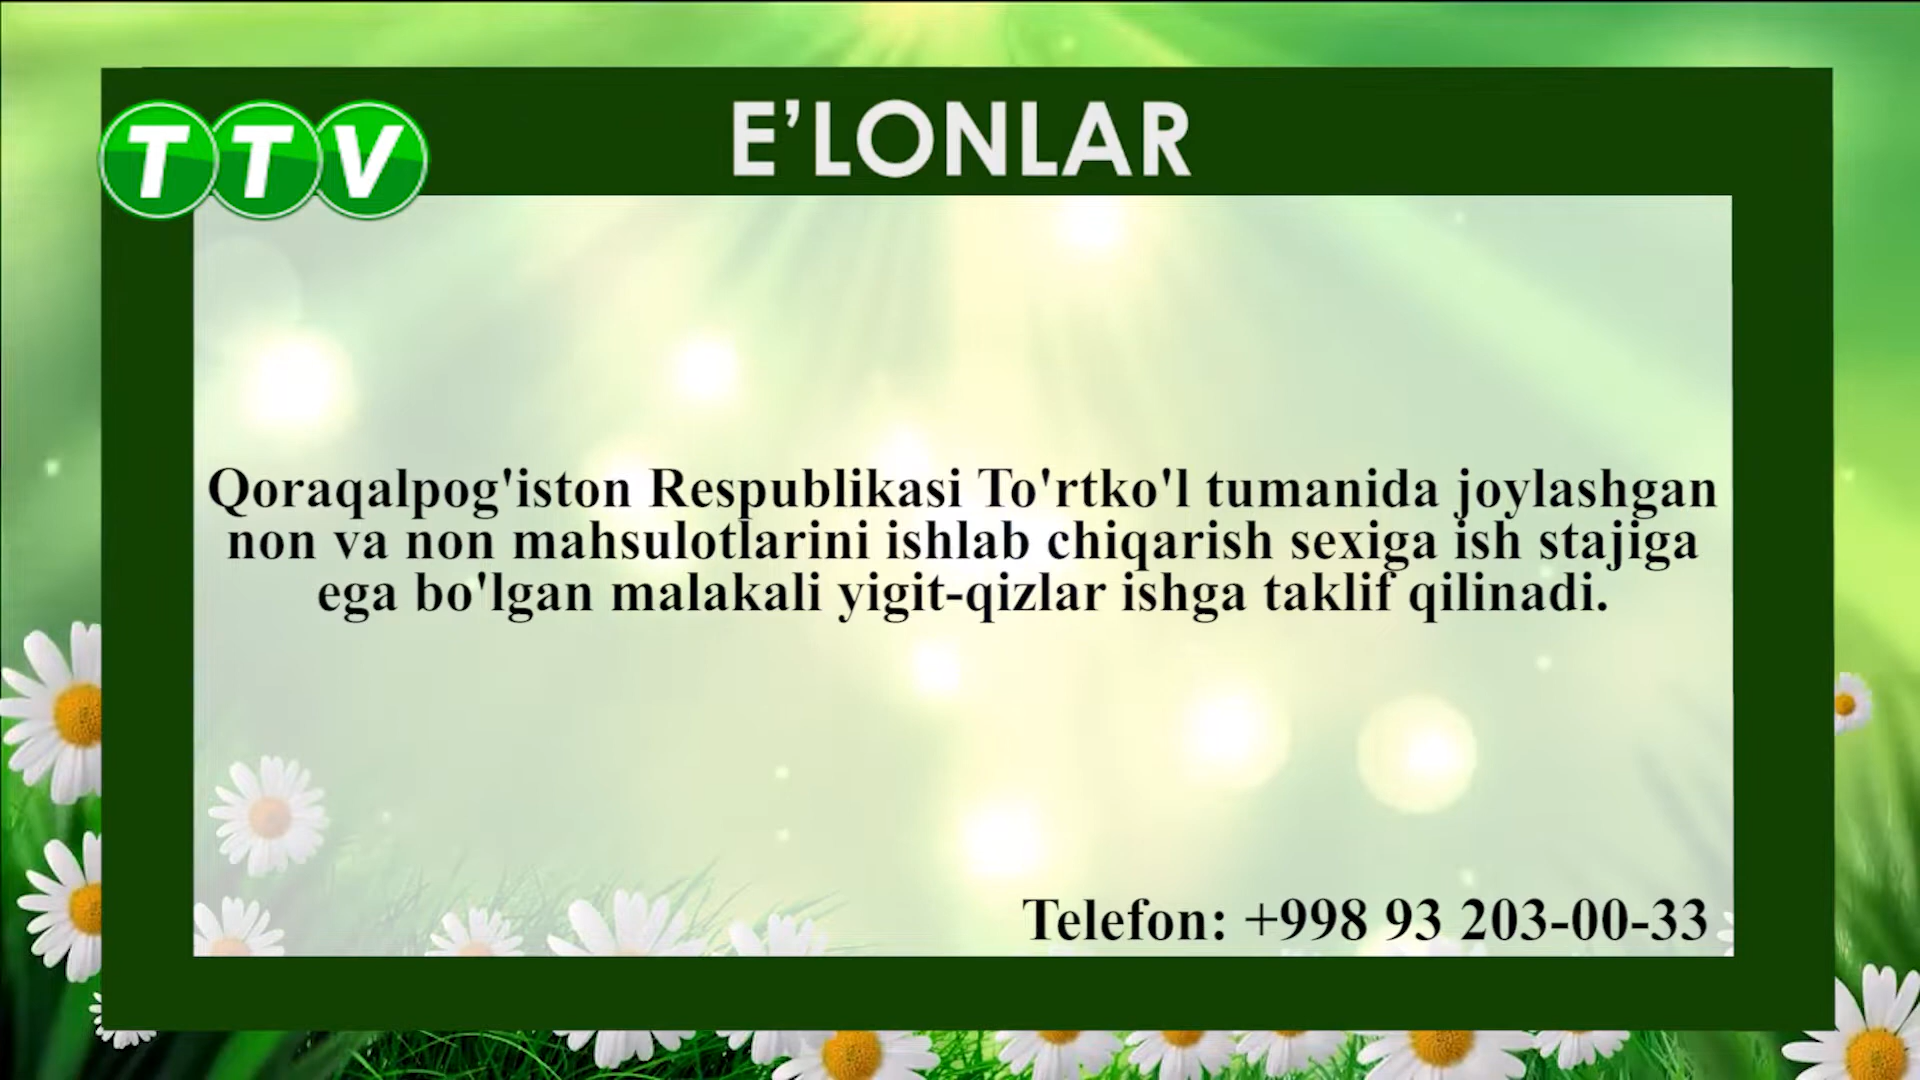 TTV
E’LONLAR
Qoraqalpog'iston Respublikasi To'rtko'l tumanida joylashgan
non va non mahsulotlarini ishlab chiqarish sexiga ish stajiga
ega bo'lgan malakali yigit-qizlar ishga taklif qilinadi.
Telefon: +998 93 203-00-33